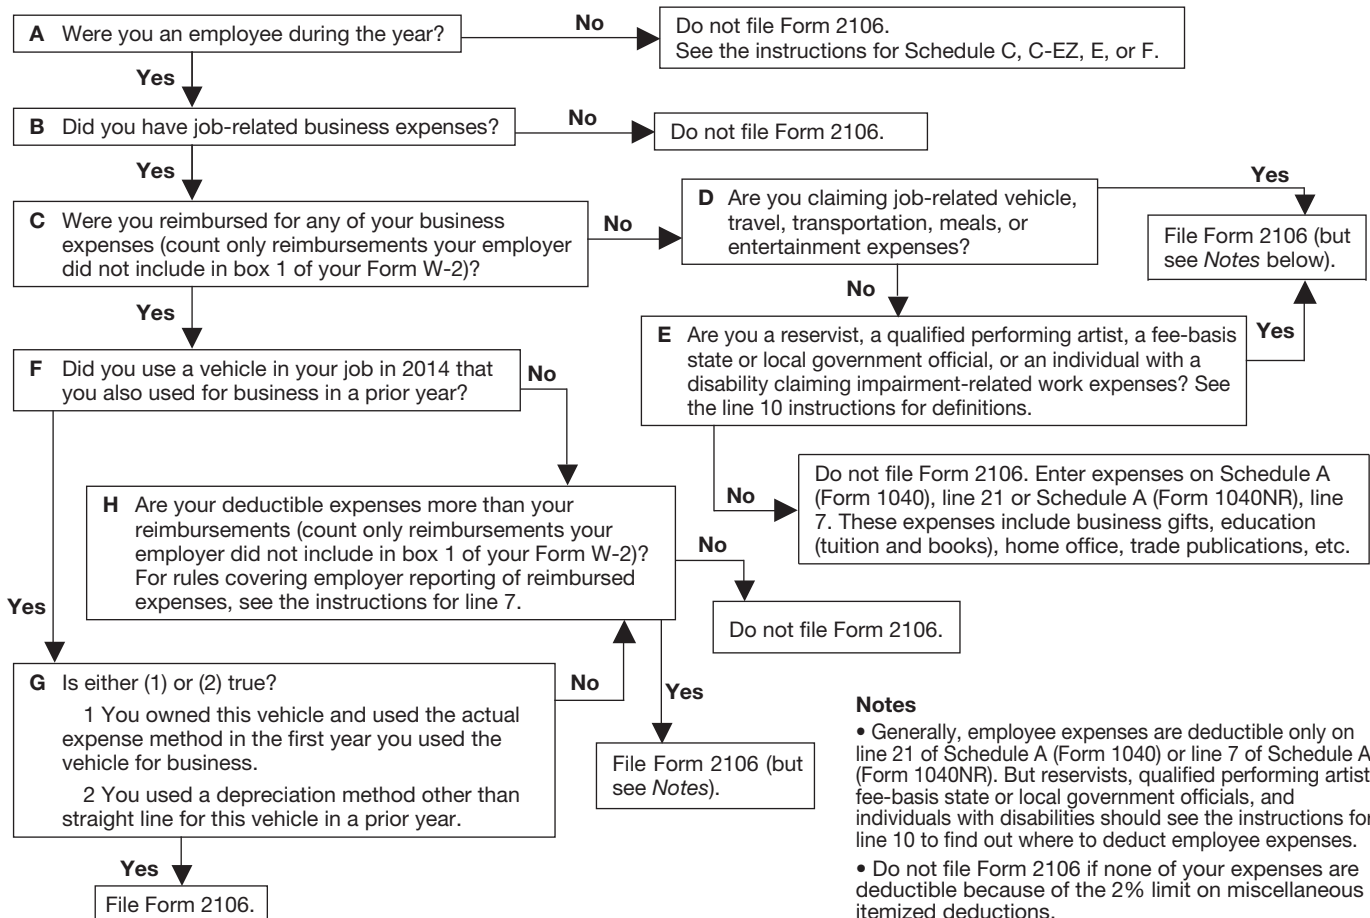 A Were you an employee during the year?
No
Do not file Form 2106.
See the instructions for Schedule C, C-EZ, E, or F.
Yes
B Did you have job-related business expenses?
No
Do not file Form 2106.
Yes
C Were you reimbursed for any of your business
expenses (count only reimbursements your employer
did not include in box 1 of your Form W-2)?
No
D Are you claiming job-related vehicle,
travel, transportation, meals, or
entertainment expenses?
Yes
File Form 2106 (but
see Notes below).
No
Yes
E Are you a reservist, a qualified performing artist, a fee-basis
state or local government official, or an individual with a
disability claiming impairment-related work expenses? See
the line 10 instructions for definitions.
Yes
F Did you use a vehicle in your job in 2014 that
you also used for business in a prior year?
No
No
Do not file Form 2106. Enter expenses on Schedule A
(Form 1040), line 21 or Schedule A (Form 1040NR), line
7. These expenses include business gifts, education
(tuition and books), home office, trade publications, etc.
H Are your deductible expenses more than your
reimbursements (count only reimbursements your
employer did not include in box 1 of your Form W-2)?
For rules covering employer reporting of reimbursed
expenses, see the instructions for line 7.
No
Do not file Form 2106.
Yes
G Is either (1) or (2) true?
1 You owned this vehicle and used the actual
expense method in the first year you used the
vehicle for business.
2 You used a depreciation method other than
straight line for this vehicle in a prior year.
No
Yes
File Form 2106 (but
see Notes).
Yes
File Form 2106.
Notes
• Generally, employee expenses are deductible only on
line 21 of Schedule A (Form 1040) or line 7 of Schedule A
(Form 1040NR). But reservists, qualified performing artist
fee-basis state or local government officials, and
individuals with disabilities should see the instructions for
line 10 to find out where to deduct employee expenses.
• Do not file Form 2106 if none of your expenses are
deductible because of the 2% limit on miscellaneous
itemized deductions.